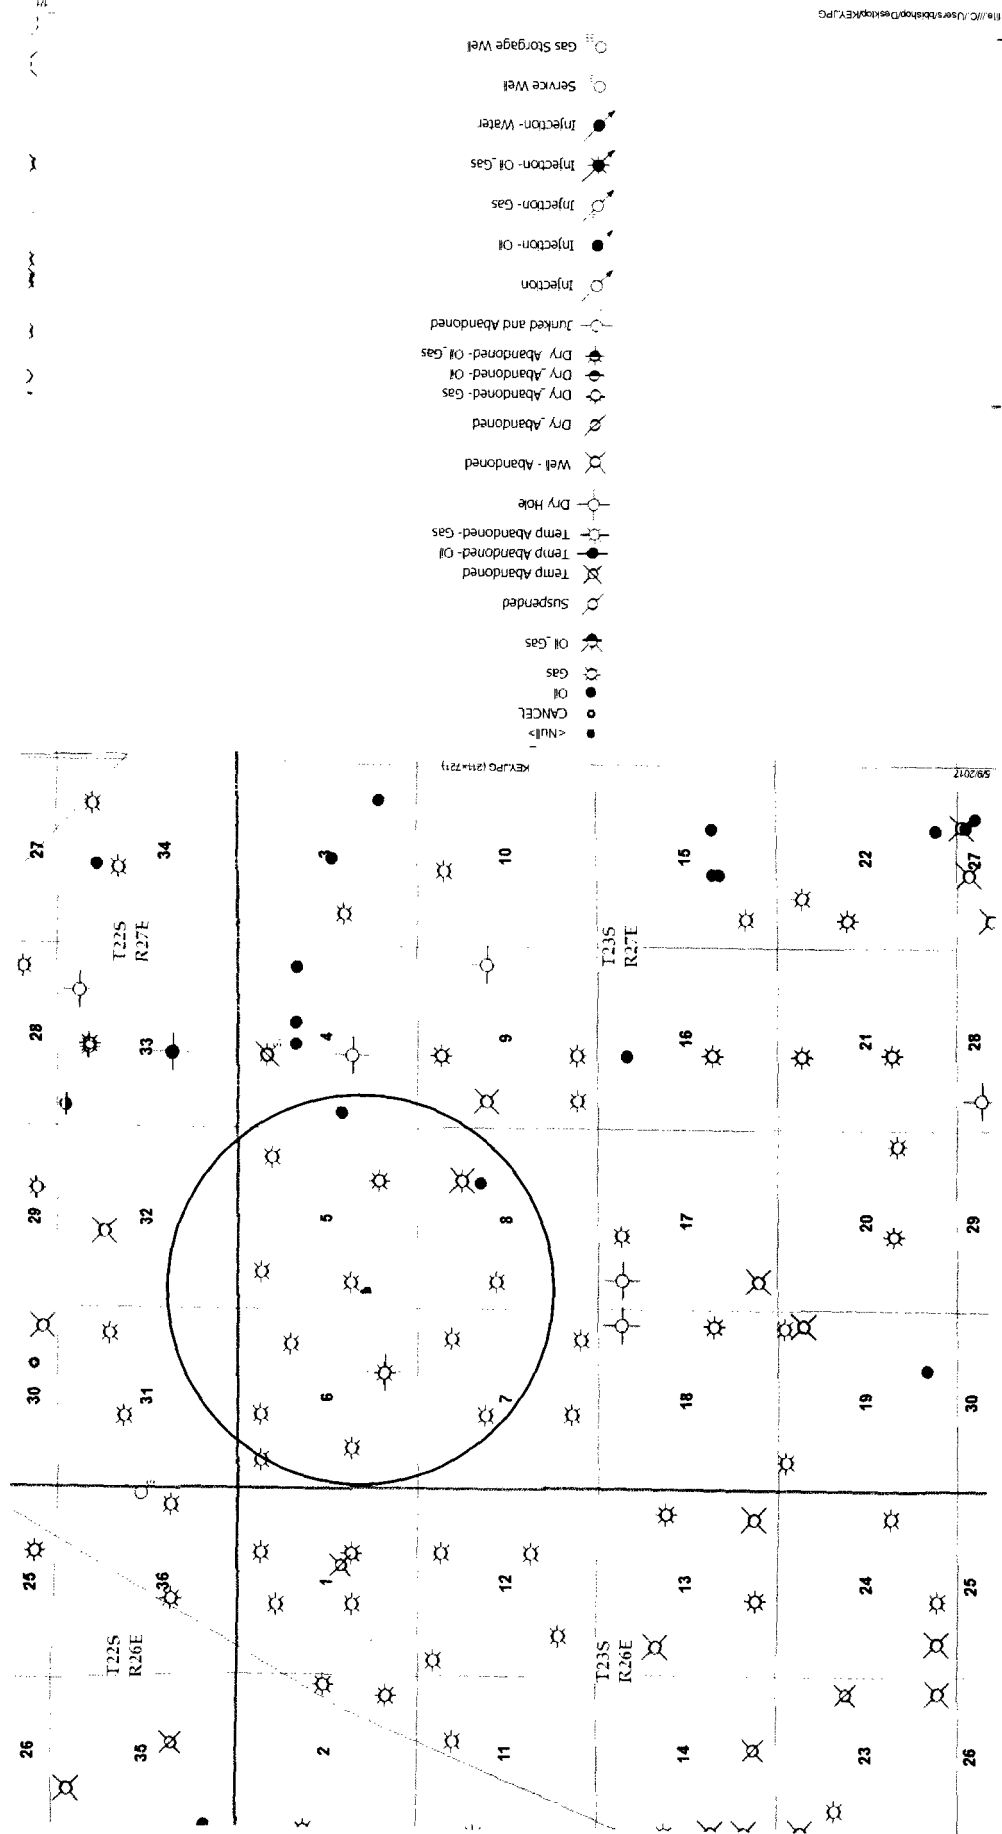 file:///C:/Users/bbishop/Desktop/KEY.JPG
1/1
Gas Storgage Well
Service Well
Injection- Water
Injection- Oil_Gas
Injection- Gas
Injection- Oil
Injection
Junked and Abandoned
Dry_Abandoned- Oil_Gas
Dry_Abandoned- Oil
Dry_Abandoned- Gas
Dry_Abandoned
Well - Abandoned
Dry Hole
Temp Abandoned- Gas
Temp Abandoned- Oil
Temp Abandoned
Suspended
Oil_Gas
Gas
Oil
CANCEL
<Null>
5/9/2017
KEY.JPG (211×721)
27
34
3
10
15
22
27
T22S
R27E
T23S
R27E
28
33
4
9
16
21
28
29
32
5
8
17
20
29
30
31
6
7
18
19
30
25
36
1
12
13
24
25
T22S
R26E
T23S
R26E
26
35
2
11
14
23
26